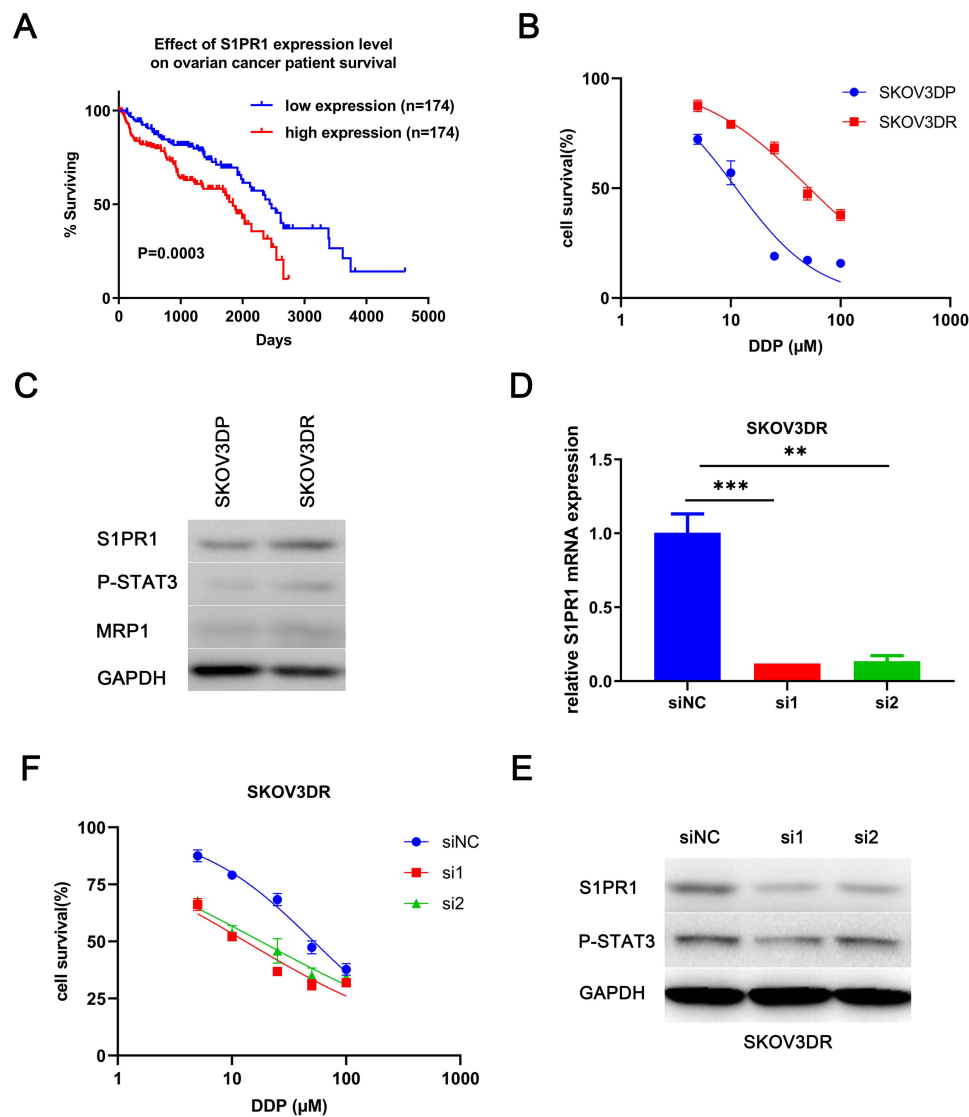 A
Effect of S1PR1 expression level
on ovarian cancer patient survival
low expression (n=174)
high expression (n=174)
% Surviving
100
50
0
P=0.0003
0 1000 2000 3000 4000 5000
Days
B
SKOV3DP
SKOV3DR
cell survival(%)
100
50
0
1 10 100 1000
DDP (μM)
C
SKOV3DP
SKOV3DR
S1PR1
P-STAT3
MRP1
GAPDH
D
SKOV3DR
relative S1PR1 mRNA expression
1.5
1.0
0.5
0.0
**
***
siNC si1 si2
F
SKOV3DR
siNC
si1
si2
cell survival(%)
100
75
50
25
0
1 10 100 1000
DDP (μM)
E
siNC si1 si2
S1PR1
P-STAT3
GAPDH
SKOV3DR